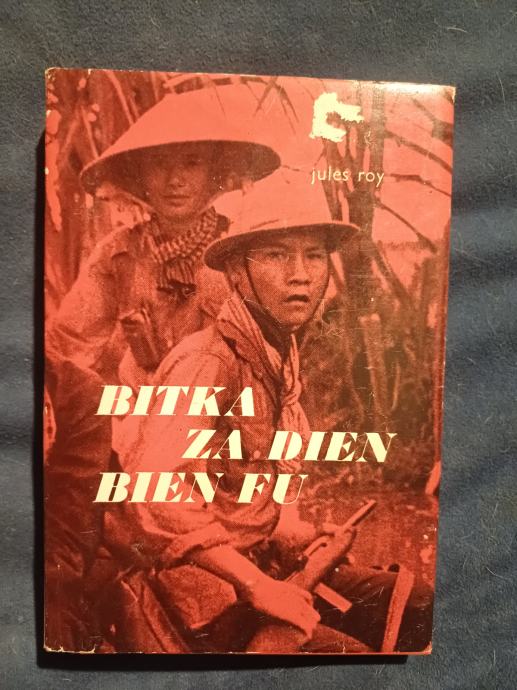 jules roy
BITKA
ZA DIEN
BIEN FU